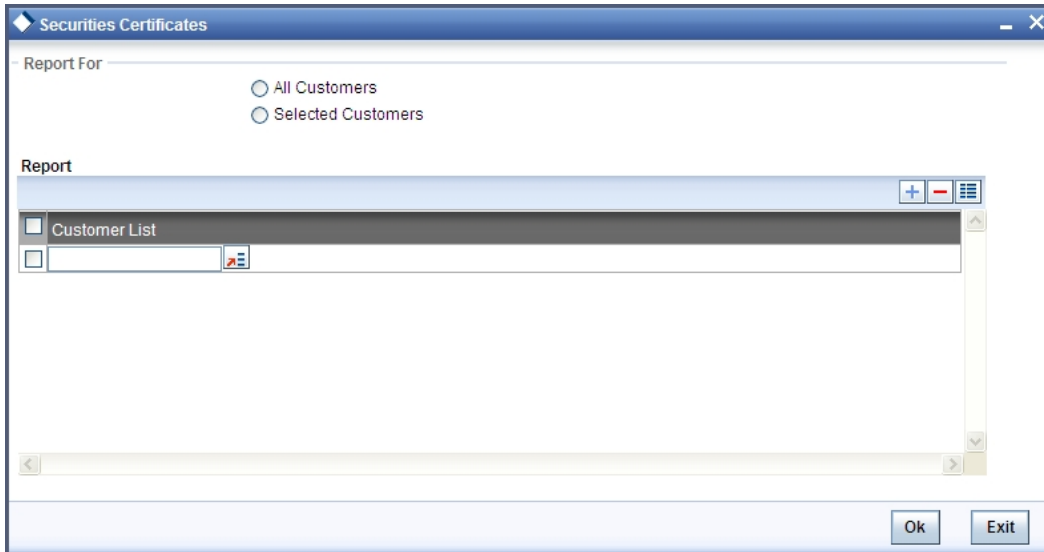 Securities Certificates
Report For
All Customers
Selected Customers
Report
Customer List
Ok
Exit